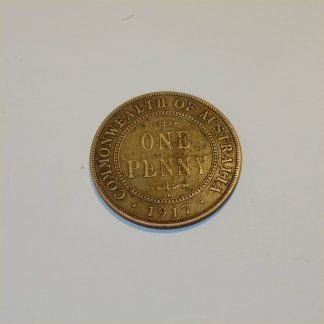 COMMONWEALTH OF AUSTRALIA
ONE
PENNY
· 1917 ·